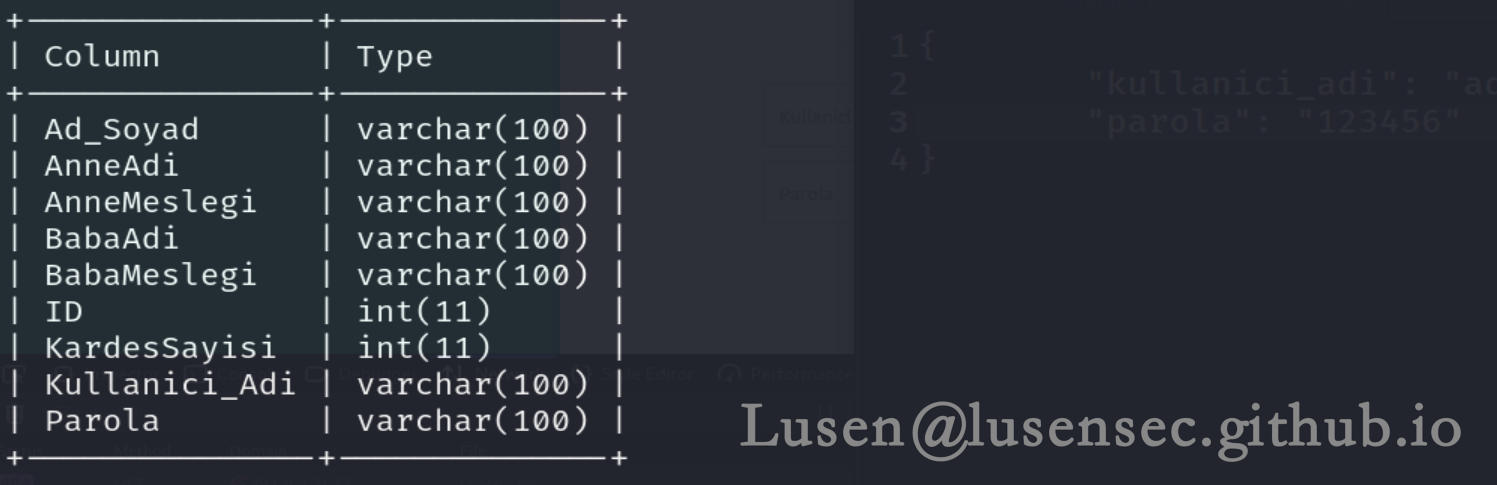 +------------------+-----------------+
| Column | Type |
+------------------+-----------------+
| Ad_Soyad | varchar(100) |
| AnneAdi | varchar(100) |
| AnneMeslegi | varchar(100) |
| BabaAdi | varchar(100) |
| BabaMeslegi | varchar(100) |
| ID | int(11) |
| KardesSayisi | int(11) |
| Kullanici_Adi | varchar(100) |
| Parola | varchar(100) |
+------------------+-----------------+
1 {
2 "kullanici_adi": "ad
3 "parola": "123456"
4 }
Kullanici
Parola
Style Editor Performance
Lusen@lusensec.github.io